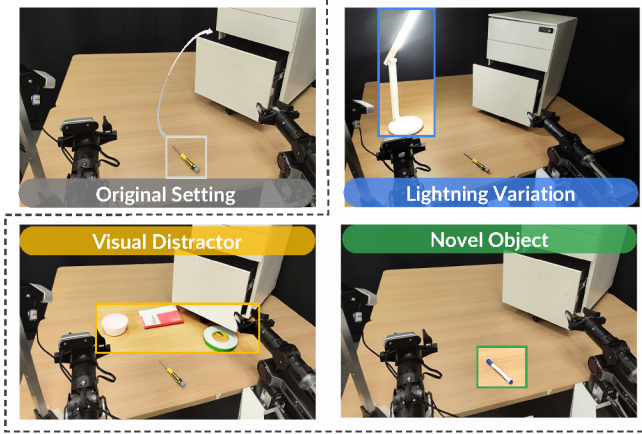 Original Setting
Lightning Variation
Visual Distractor
Novel Object